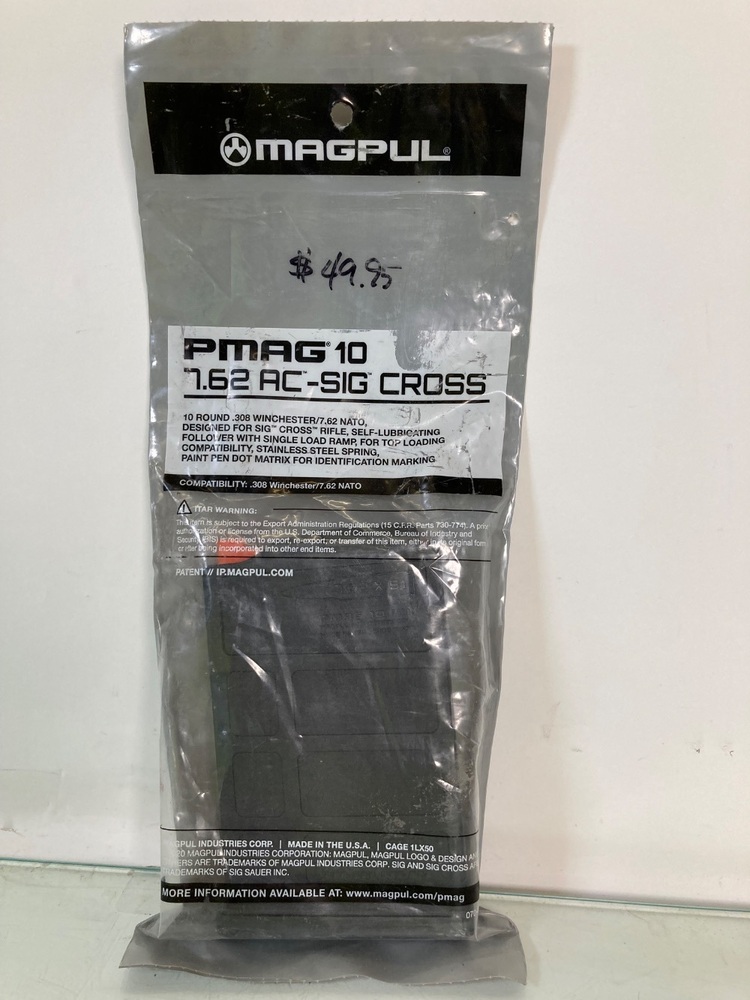 MAGPUL®
$49.95
PMAG® 10
7.62 AC™-SIG™ CROSS™
10 ROUND .308 WINCHESTER/7.62 NATO,
DESIGNED FOR SIG™ CROSS™ RIFLE, SELF-LUBRICATING
FOLLOWER WITH SINGLE LOAD RAMP, FOR TOP LOADING
COMPATIBILITY, STAINLESS STEEL SPRING,
PAINT PEN DOT MATRIX FOR IDENTIFICATION MARKING
COMPATIBILITY: .308 Winchester/7.62 NATO
ITAR WARNING:
This item is subject to the Export Administration Regulations (15 C.F.R. Parts 730-774). A prior
authorization or license from the U.S. Department of Commerce, Bureau of Industry and
Security (BIS) is required to export, re-export, or transfer of this item, either in its original form
or after being incorporated into other end items.
PATENT // IP.MAGPUL.COM
MAGPUL INDUSTRIES CORP. | MADE IN THE U.S.A. | CAGE 1LX50
20 MAGPUL INDUSTRIES CORPORATION: MAGPUL, MAGPUL LOGO & DESIGN
ARE TRADEMARKS OF MAGPUL INDUSTRIES CORP. SIG AND SIG CROSS
TRADEMARKS OF SIG SAUER INC.
MORE INFORMATION AVAILABLE AT: www.magpul.com/pmag